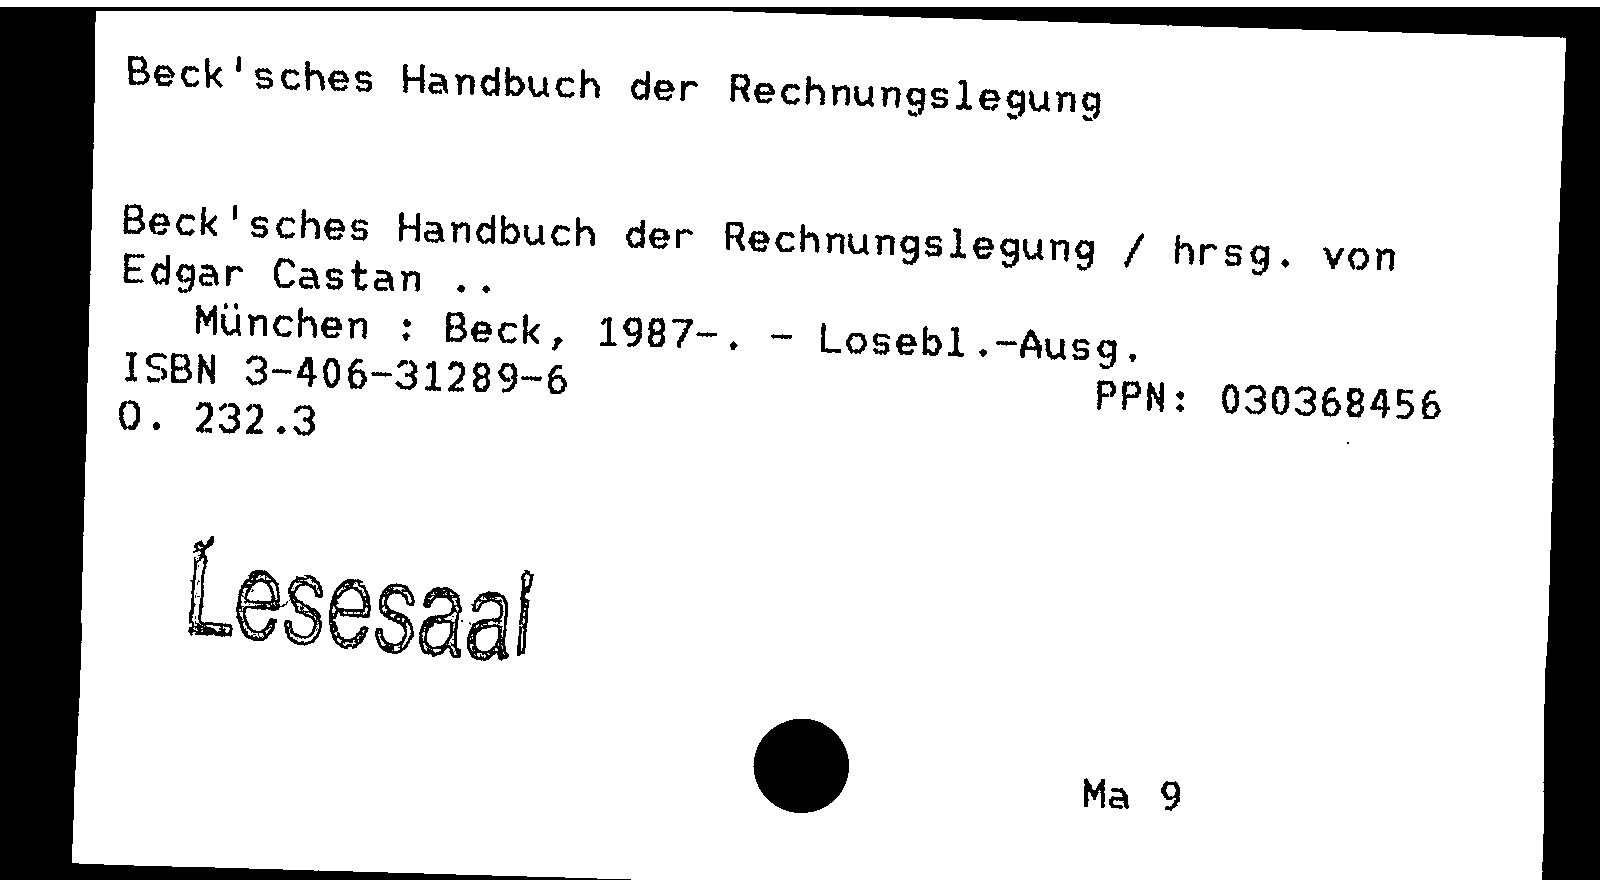 Beck'sches Handbuch der Rechnungslegung
Beck'sches Handbuch der Rechnungslegung / hrsg. von
Edgar Castan ..
München : Beck, 1987-. - Losebl.-Ausg.
ISBN 3-406-31289-6
PPN: 030368456
O. 232.3
Lesesaal
Ma 9